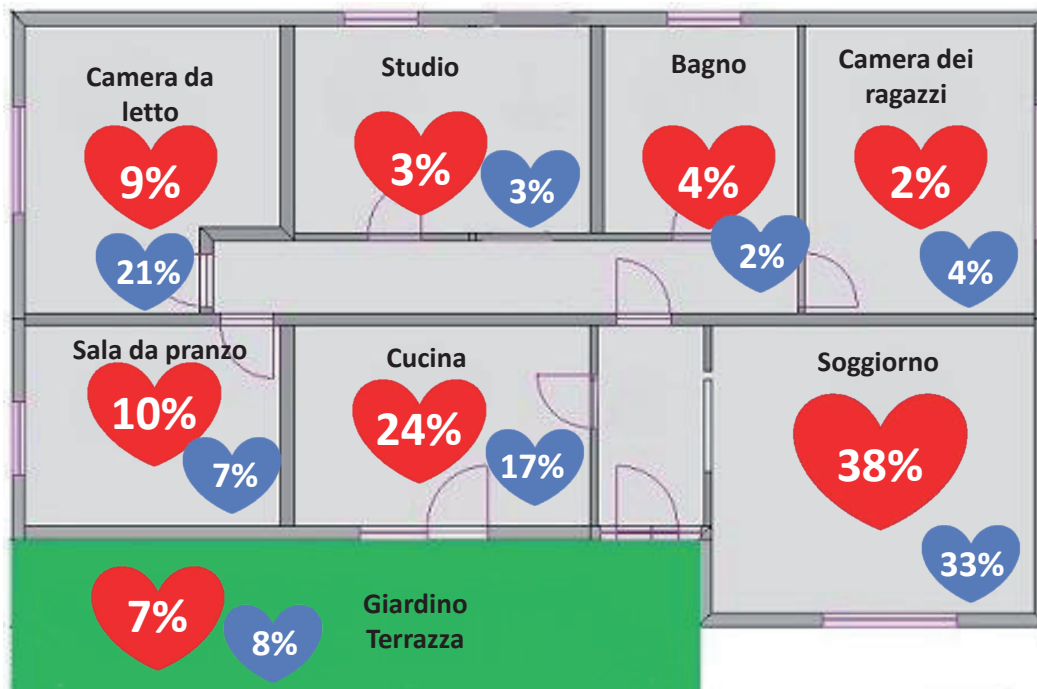 Camera da
letto
9%
21%
Studio
3%
3%
Bagno
4%
2%
Camera dei
ragazzi
2%
4%
Sala da pranzo
10%
7%
Cucina
24%
17%
Soggiorno
38%
33%
7%
8%
Giardino
Terrazza